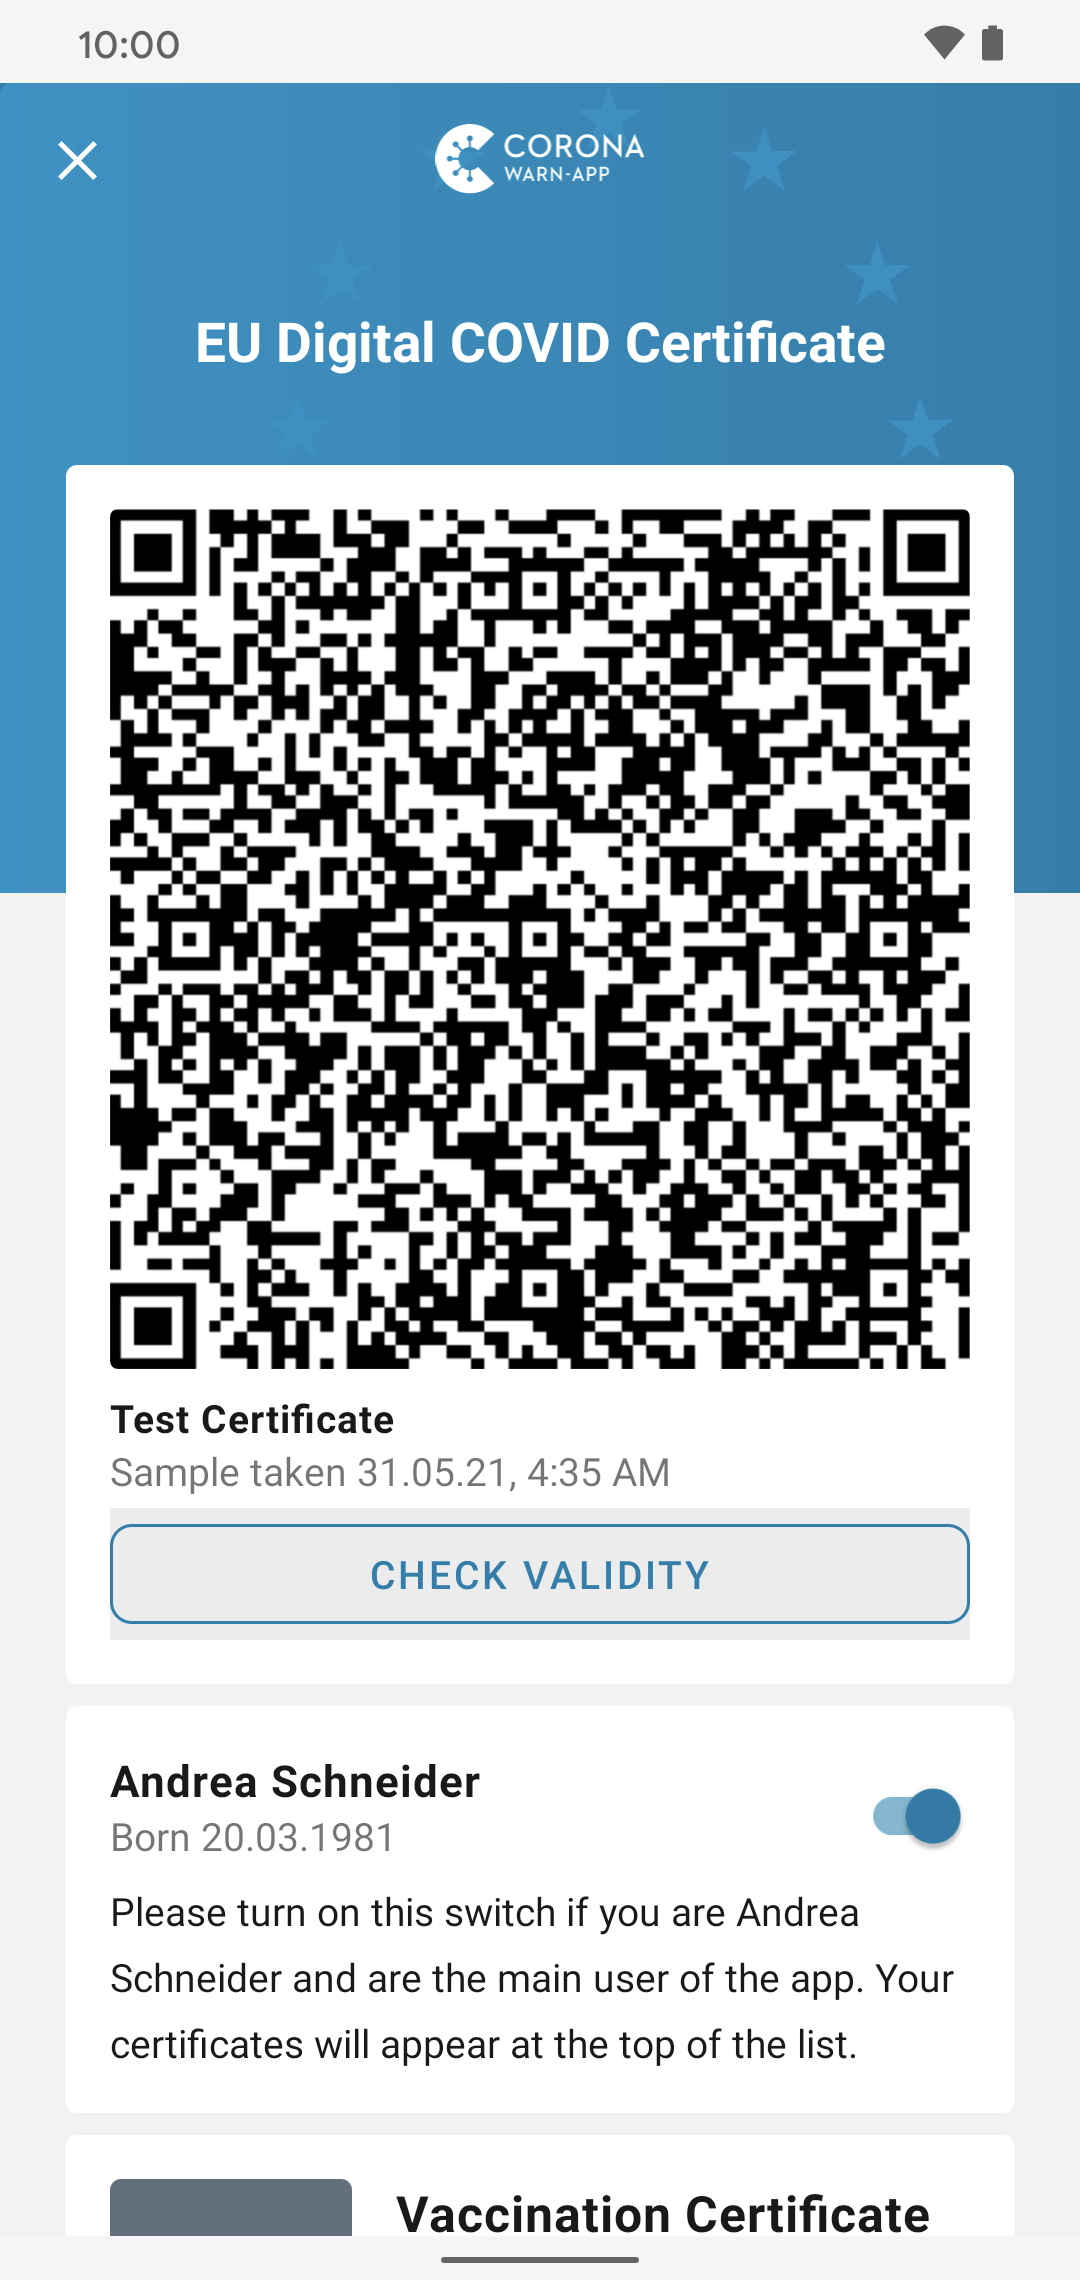 10:00
CORONA
WARN-APP
EU Digital COVID Certificate
Test Certificate
Sample taken 31.05.21, 4:35 AM
CHECK VALIDITY
Andrea Schneider
Born 20.03.1981
Please turn on this switch if you are Andrea
Schneider and are the main user of the app. Your
certificates will appear at the top of the list.
Vaccination Certificate